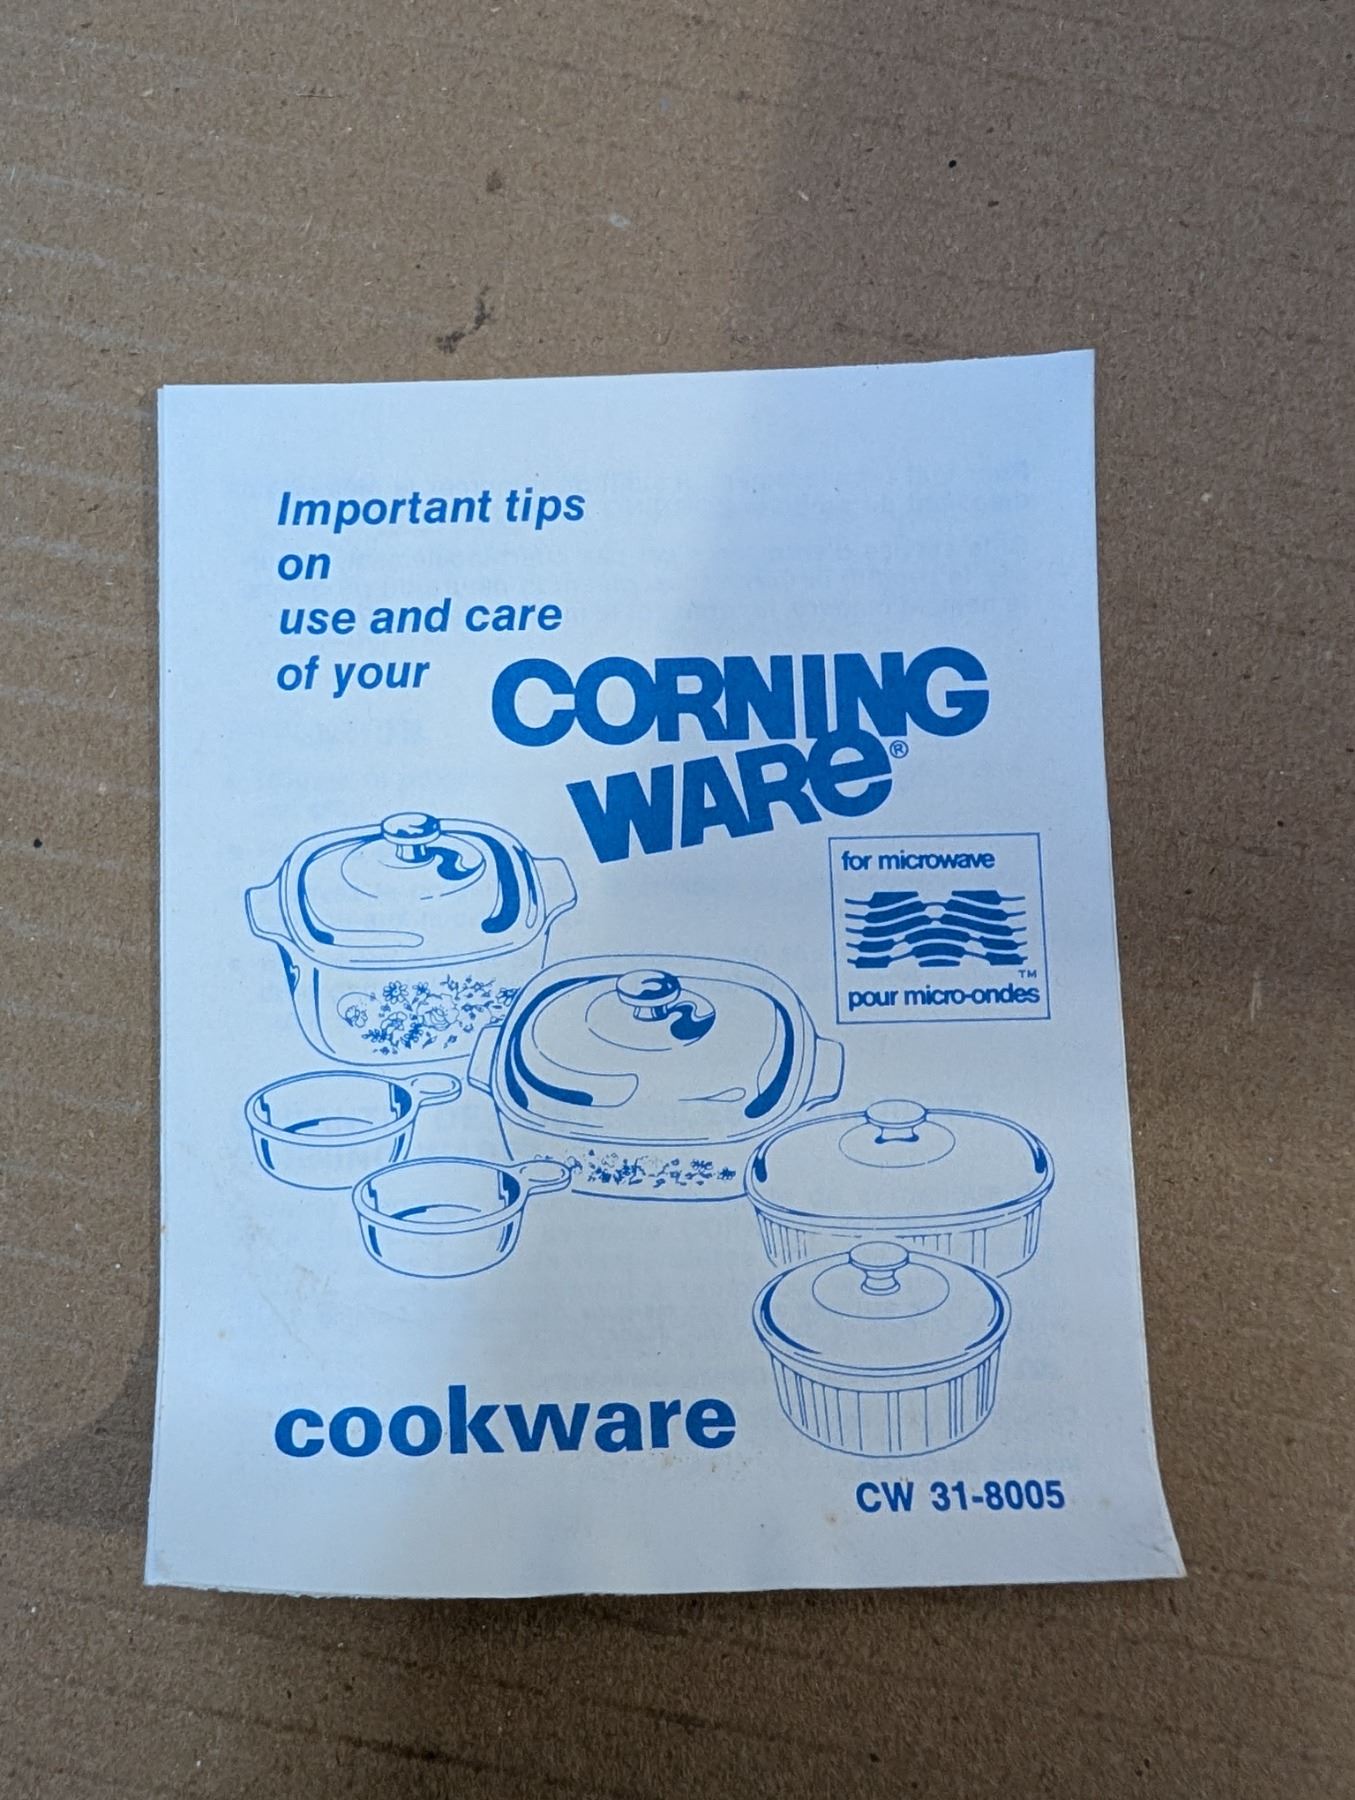 Important tips
on
use and care
of your
CORNING
WARE®
for microwave
TM
pour micro-ondes
cookware
CW 31-8005